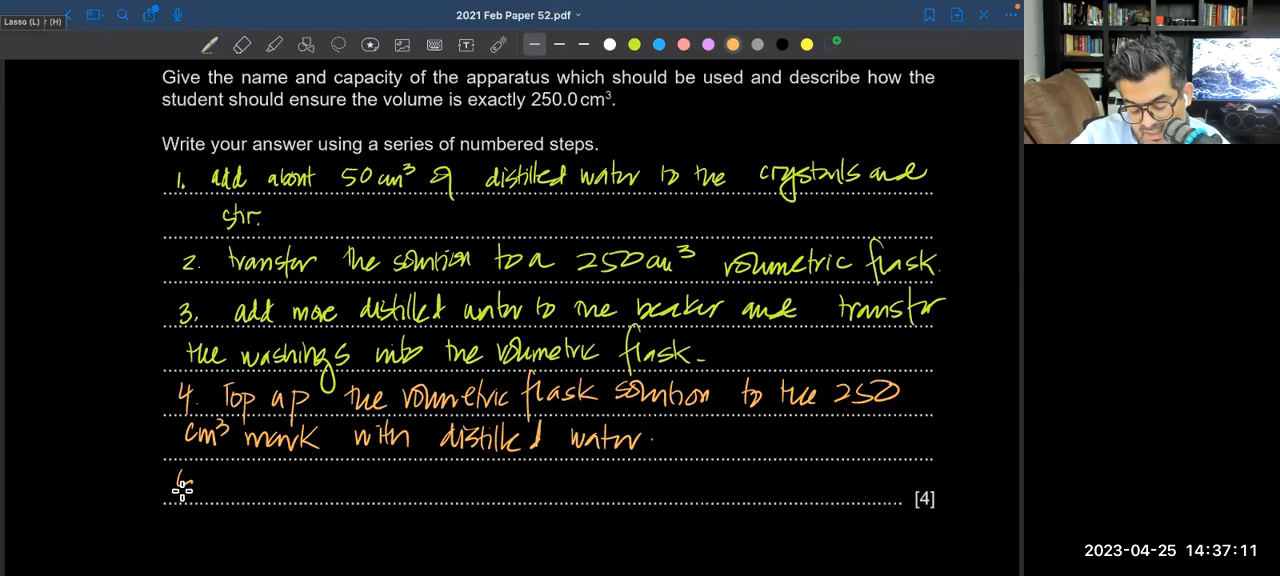 Lasso (L) r (H)
2021 Feb Paper 52.pdf
Give the name and capacity of the apparatus which should be used and describe how the
student should ensure the volume is exactly 250.0 cm³.
Write your answer using a series of numbered steps.
1. add about 50 cm³ of distilled water to the crystals and
stir.
2. transfer the solution to a 250 cm³ volumetric flask.
3. add more distilled water to the beaker and transfer
the washings into the volumetric flask.
4. Top up the volumetric flask solution to the 250
cm³ mark with distilled water.
[4]
2023-04-25 14:37:11